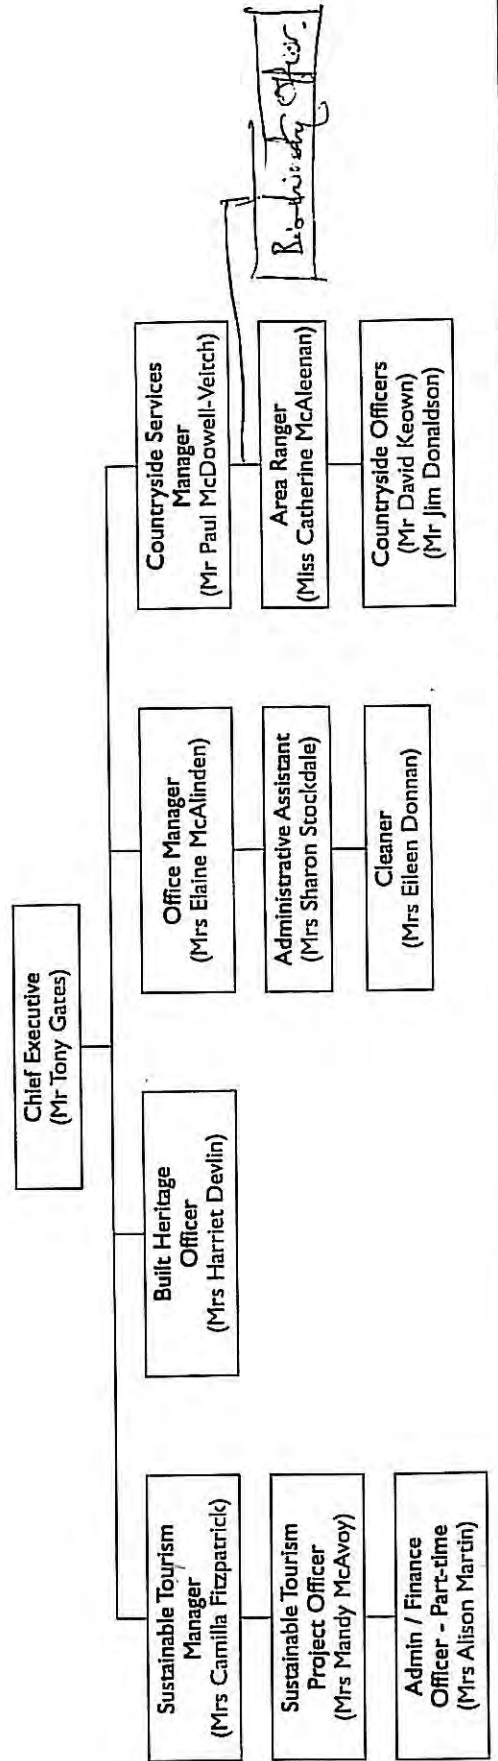 Chief Executive
(Mr Tony Gates)
Sustainable Tourism
Manager
(Mrs Camilla Fitzpatrick)
Sustainable Tourism
Project Officer
(Mrs Mandy McAvoy)
Admin / Finance
Officer - Part-time
(Mrs Alison Martin)
Built Heritage
Officer
(Mrs Harriet Devlin)
Office Manager
(Mrs Elaine McAlinden)
Administrative Assistant
(Mrs Sharon Stockdale)
Cleaner
(Mrs Eileen Donnan)
Countryside Services
Manager
(Mr Paul McDowell-Veitch)
Area Ranger
(Miss Catherine McAleenan)
Countryside Officers
(Mr David Keown)
(Mr Jim Donaldson)
Biodiversity Officer.